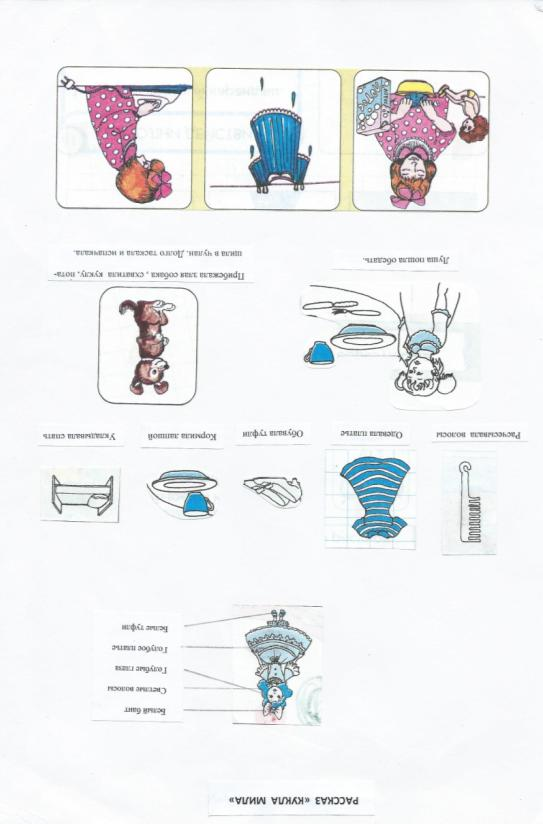 РАССКАЗ «КУКЛА МИЛА»
Белый бант
Светлые волосы
Голубые глаза
Голубое платье
Белые туфли
Расчесывала волосы
Одевала платье
Обувала туфли
Кормила лапшой
Укладывала спать
Луша пошла обедать.
Прибежала злая собака , схватила куклу, пота-
щила в чулан. Долго таскала и испачкала.